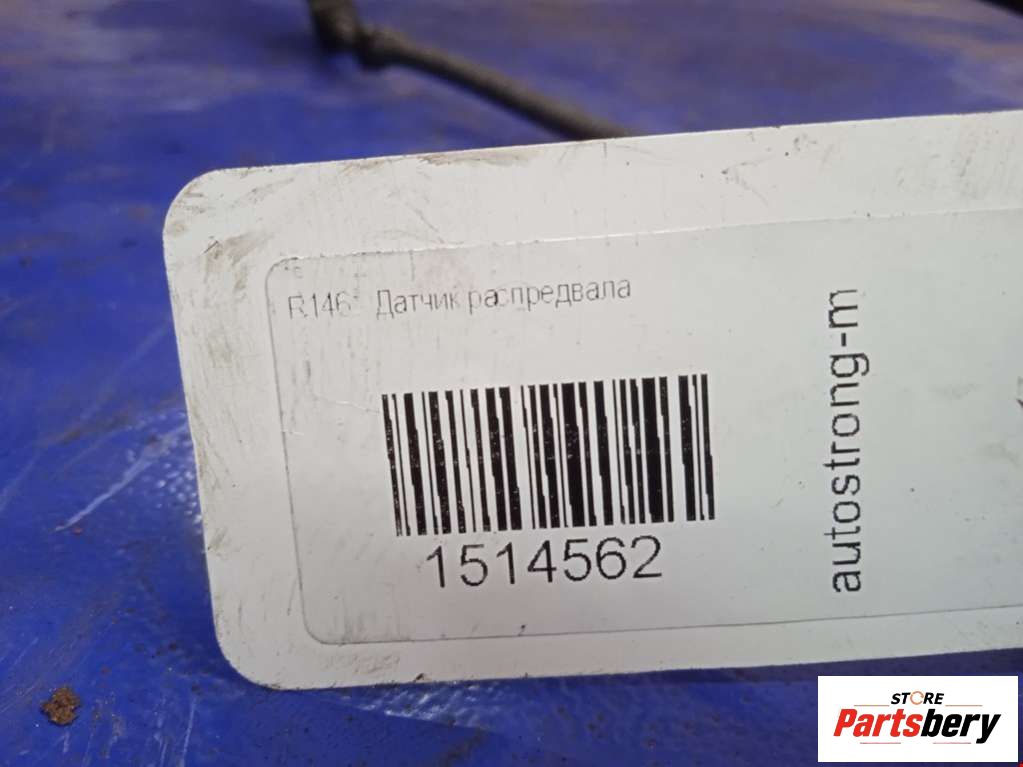 R146 Датчик распредвала
1514562
autostrong-m
STORE
Partsbery